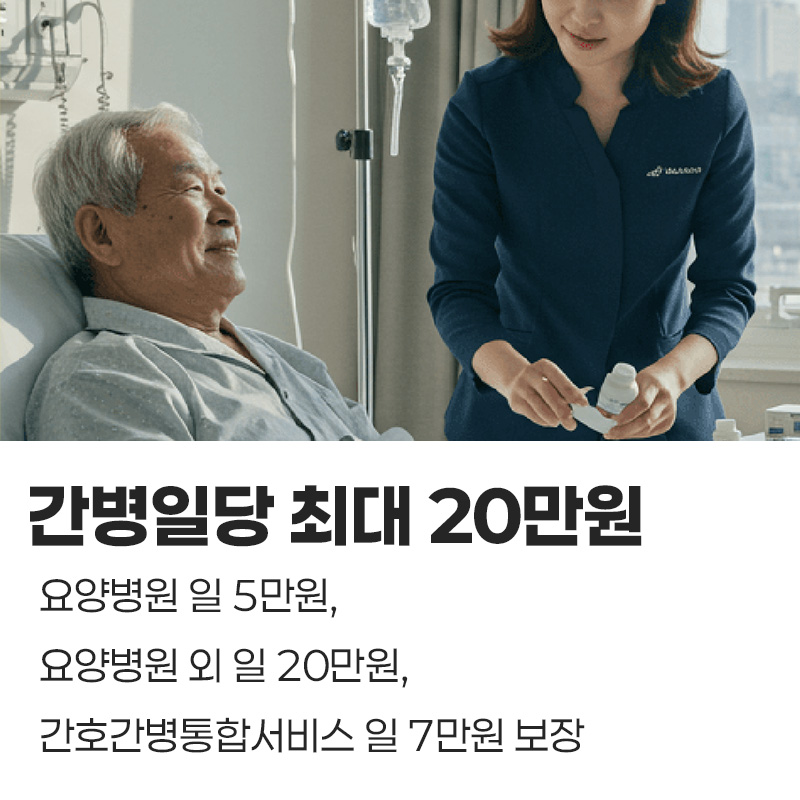 간병일당 최대 20만원
요양병원 일 5만원,
요양병원 외 일 20만원,
간호간병통합서비스 일 7만원 보장